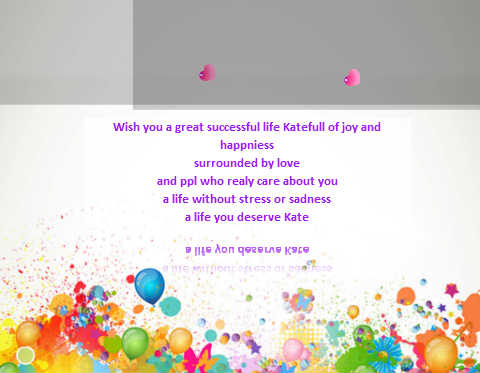 Wish you a great successful life Katefull of joy and
happniess
surrounded by love
and ppl who realy care about you
a life without stress or sadness
a life you deserve Kate
a life you deserve Kate
a life without stress or sadness